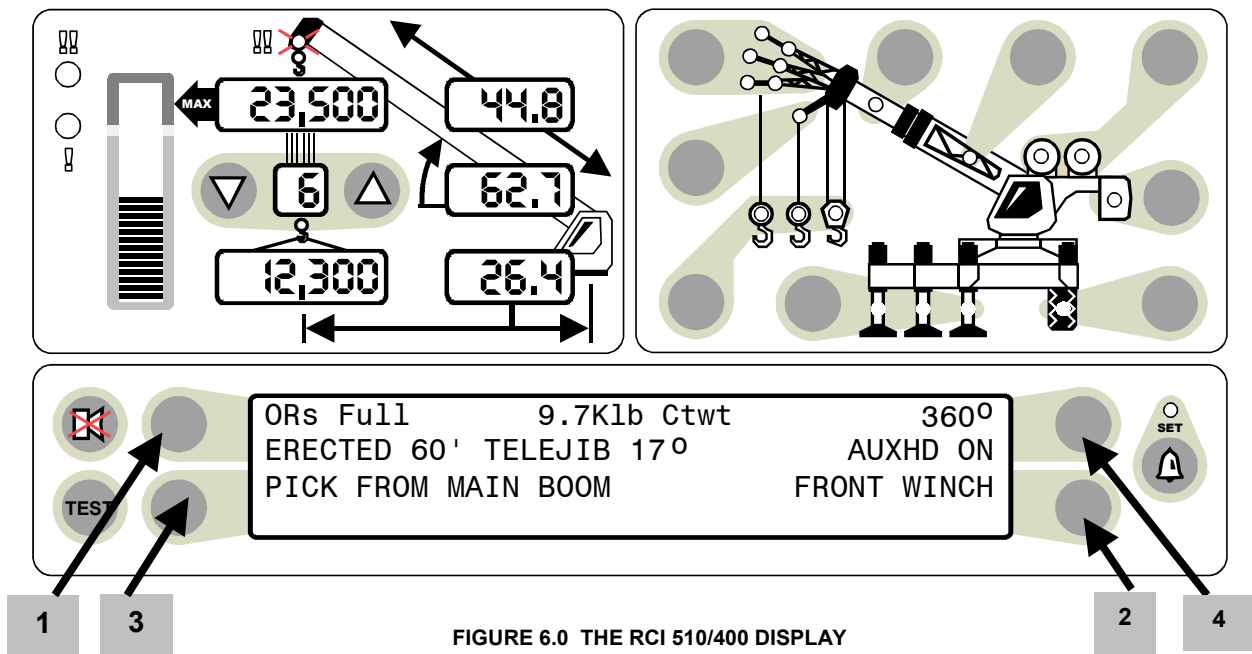 MAX
23,500
44.8
6
62.7
12,300
26.4
ORs Full 9.7Klb Ctwt 360º
ERECTED 60' TELEJIB 17º AUXHD ON
PICK FROM MAIN BOOM FRONT WINCH
SET
TEST
1
3
2
4
FIGURE 6.0 THE RCI 510/400 DISPLAY